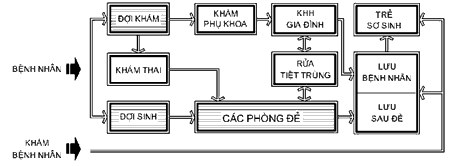 ĐỢI KHÁM
KHÁM
PHỤ KHOA
KHH
GIA ĐÌNH
TRẺ
SƠ SINH
BỆNH NHÂN
KHÁM THAI
RỬA
TIỆT TRÙNG
LƯU
BỆNH NHÂN
ĐỢI SINH
CÁC PHÒNG ĐẺ
LƯU
SAU ĐẺ
KHÁM
BỆNH NHÂN